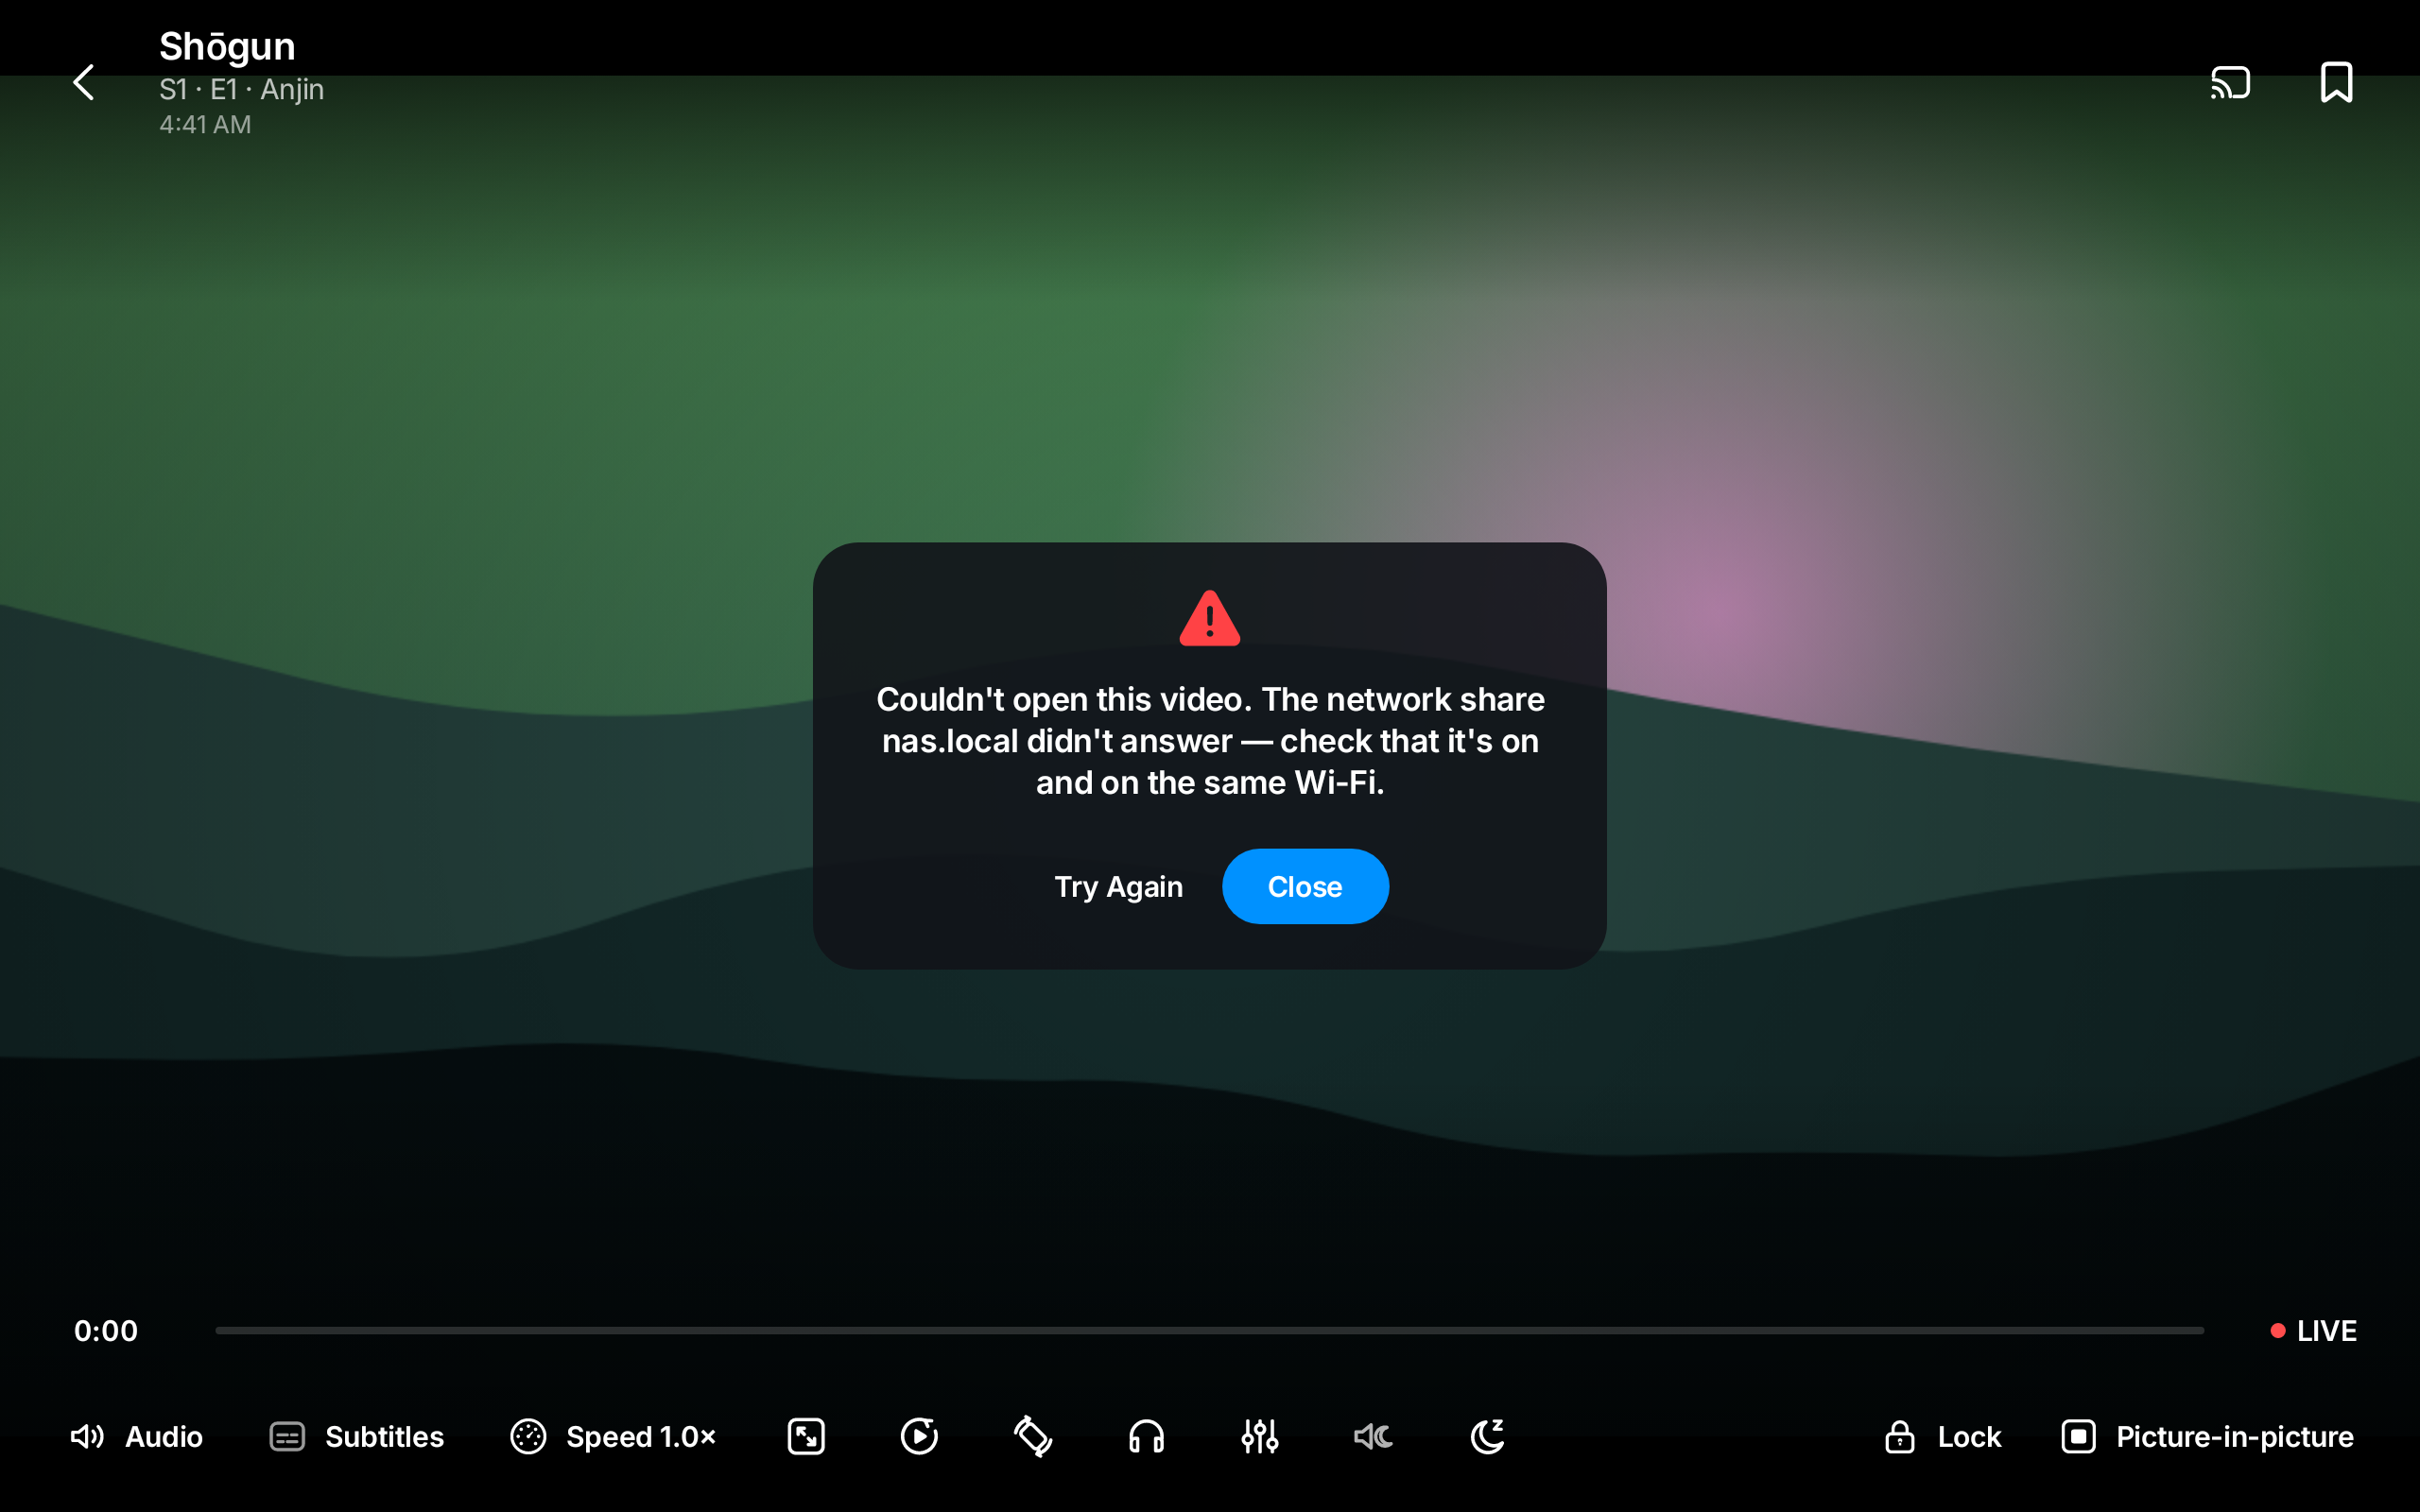 Shōgun
S1 · E1 · Anjin
4:41 AM
Couldn't open this video. The network share
nas.local didn't answer — check that it's on
and on the same Wi-Fi.
Try Again
Close
0:00
LIVE
Audio
Subtitles
Speed 1.0×
Lock
Picture-in-picture